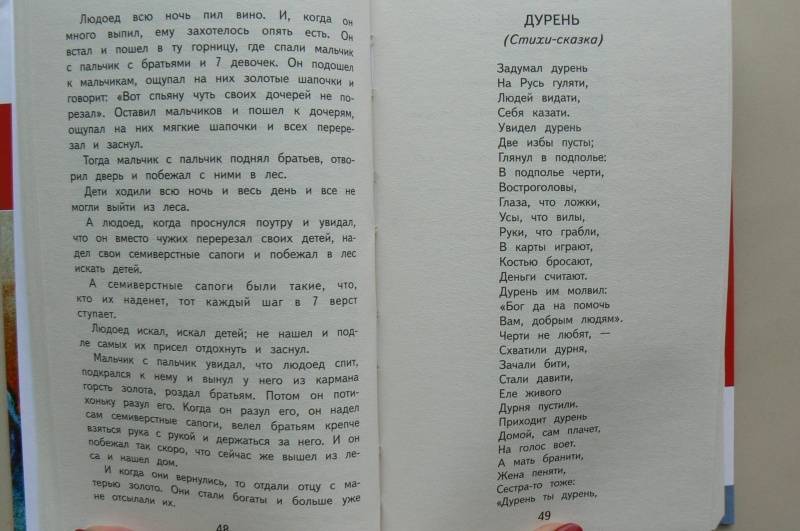 Людоед всю ночь пил вино. И, когда он
много выпил, ему захотелось опять есть. Он
встал и пошел в ту горницу, где спали мальчик
с пальчик с братьями и 7 девочек. Он подошел
к мальчикам, ощупал на них золотые шапочки и
говорит: «Вот спьяну чуть своих дочерей не по-
резал». Оставил мальчиков и пошел к дочерям,
ощупал на них мягкие шапочки и всех перере-
зал и заснул.
Тогда мальчик с пальчик поднял братьев, отво-
рил дверь и побежал с ними в лес.
Дети ходили всю ночь и весь день и все не
могли выйти из леса.
А людоед, когда проснулся поутру и увидал,
что он вместо чужих перерезал своих детей, на-
дел свои семиверстные сапоги и побежал в лес
искать детей.
А семиверстные сапоги были такие, что,
кто их наденет, тот каждый шаг в 7 верст
ступает.
Людоед искал, искал детей; не нашел и под-
ле самых их присел отдохнуть и заснул.
Мальчик с пальчик увидал, что людоед спит,
подкрался к нему и вынул у него из кармана
горсть золота, роздал братьям. Потом он поти-
хоньку разул его. Когда он разул его, он надел
сам семиверстные сапоги, велел братьям крепче
взяться рука с рукой и держаться за него. И он
побежал так скоро, что сейчас же вышел из ле-
са и нашел дом.
И когда они вернулись, то отдали отцу с ма-
терью золото. Они стали богаты и больше уже
не отсылали их.
48
ДУРЕНЬ
(Стихи-сказка)
Задумал дурень
На Русь гуляти,
Людей видати,
Себя казати.
Увидел дурень
Две избы пусты;
Глянул в подполье:
В подполье черти,
Востроголовы,
Глаза, что ложки,
Усы, что вилы,
Руки, что грабли,
В карты играют,
Костью бросают,
Деньги считают.
Дурень им молвил:
«Бог да на помочь
Вам, добрым людям».
Черти не любят, —
Схватили дурня,
Зачали бити,
Стали давити,
Еле живого
Дурня пустили.
Приходит дурень
Домой, сам плачет,
На голос воет.
А мать бранити,
Жена пеняти,
Сестра-то тоже:
«Дурень ты дурень,
49